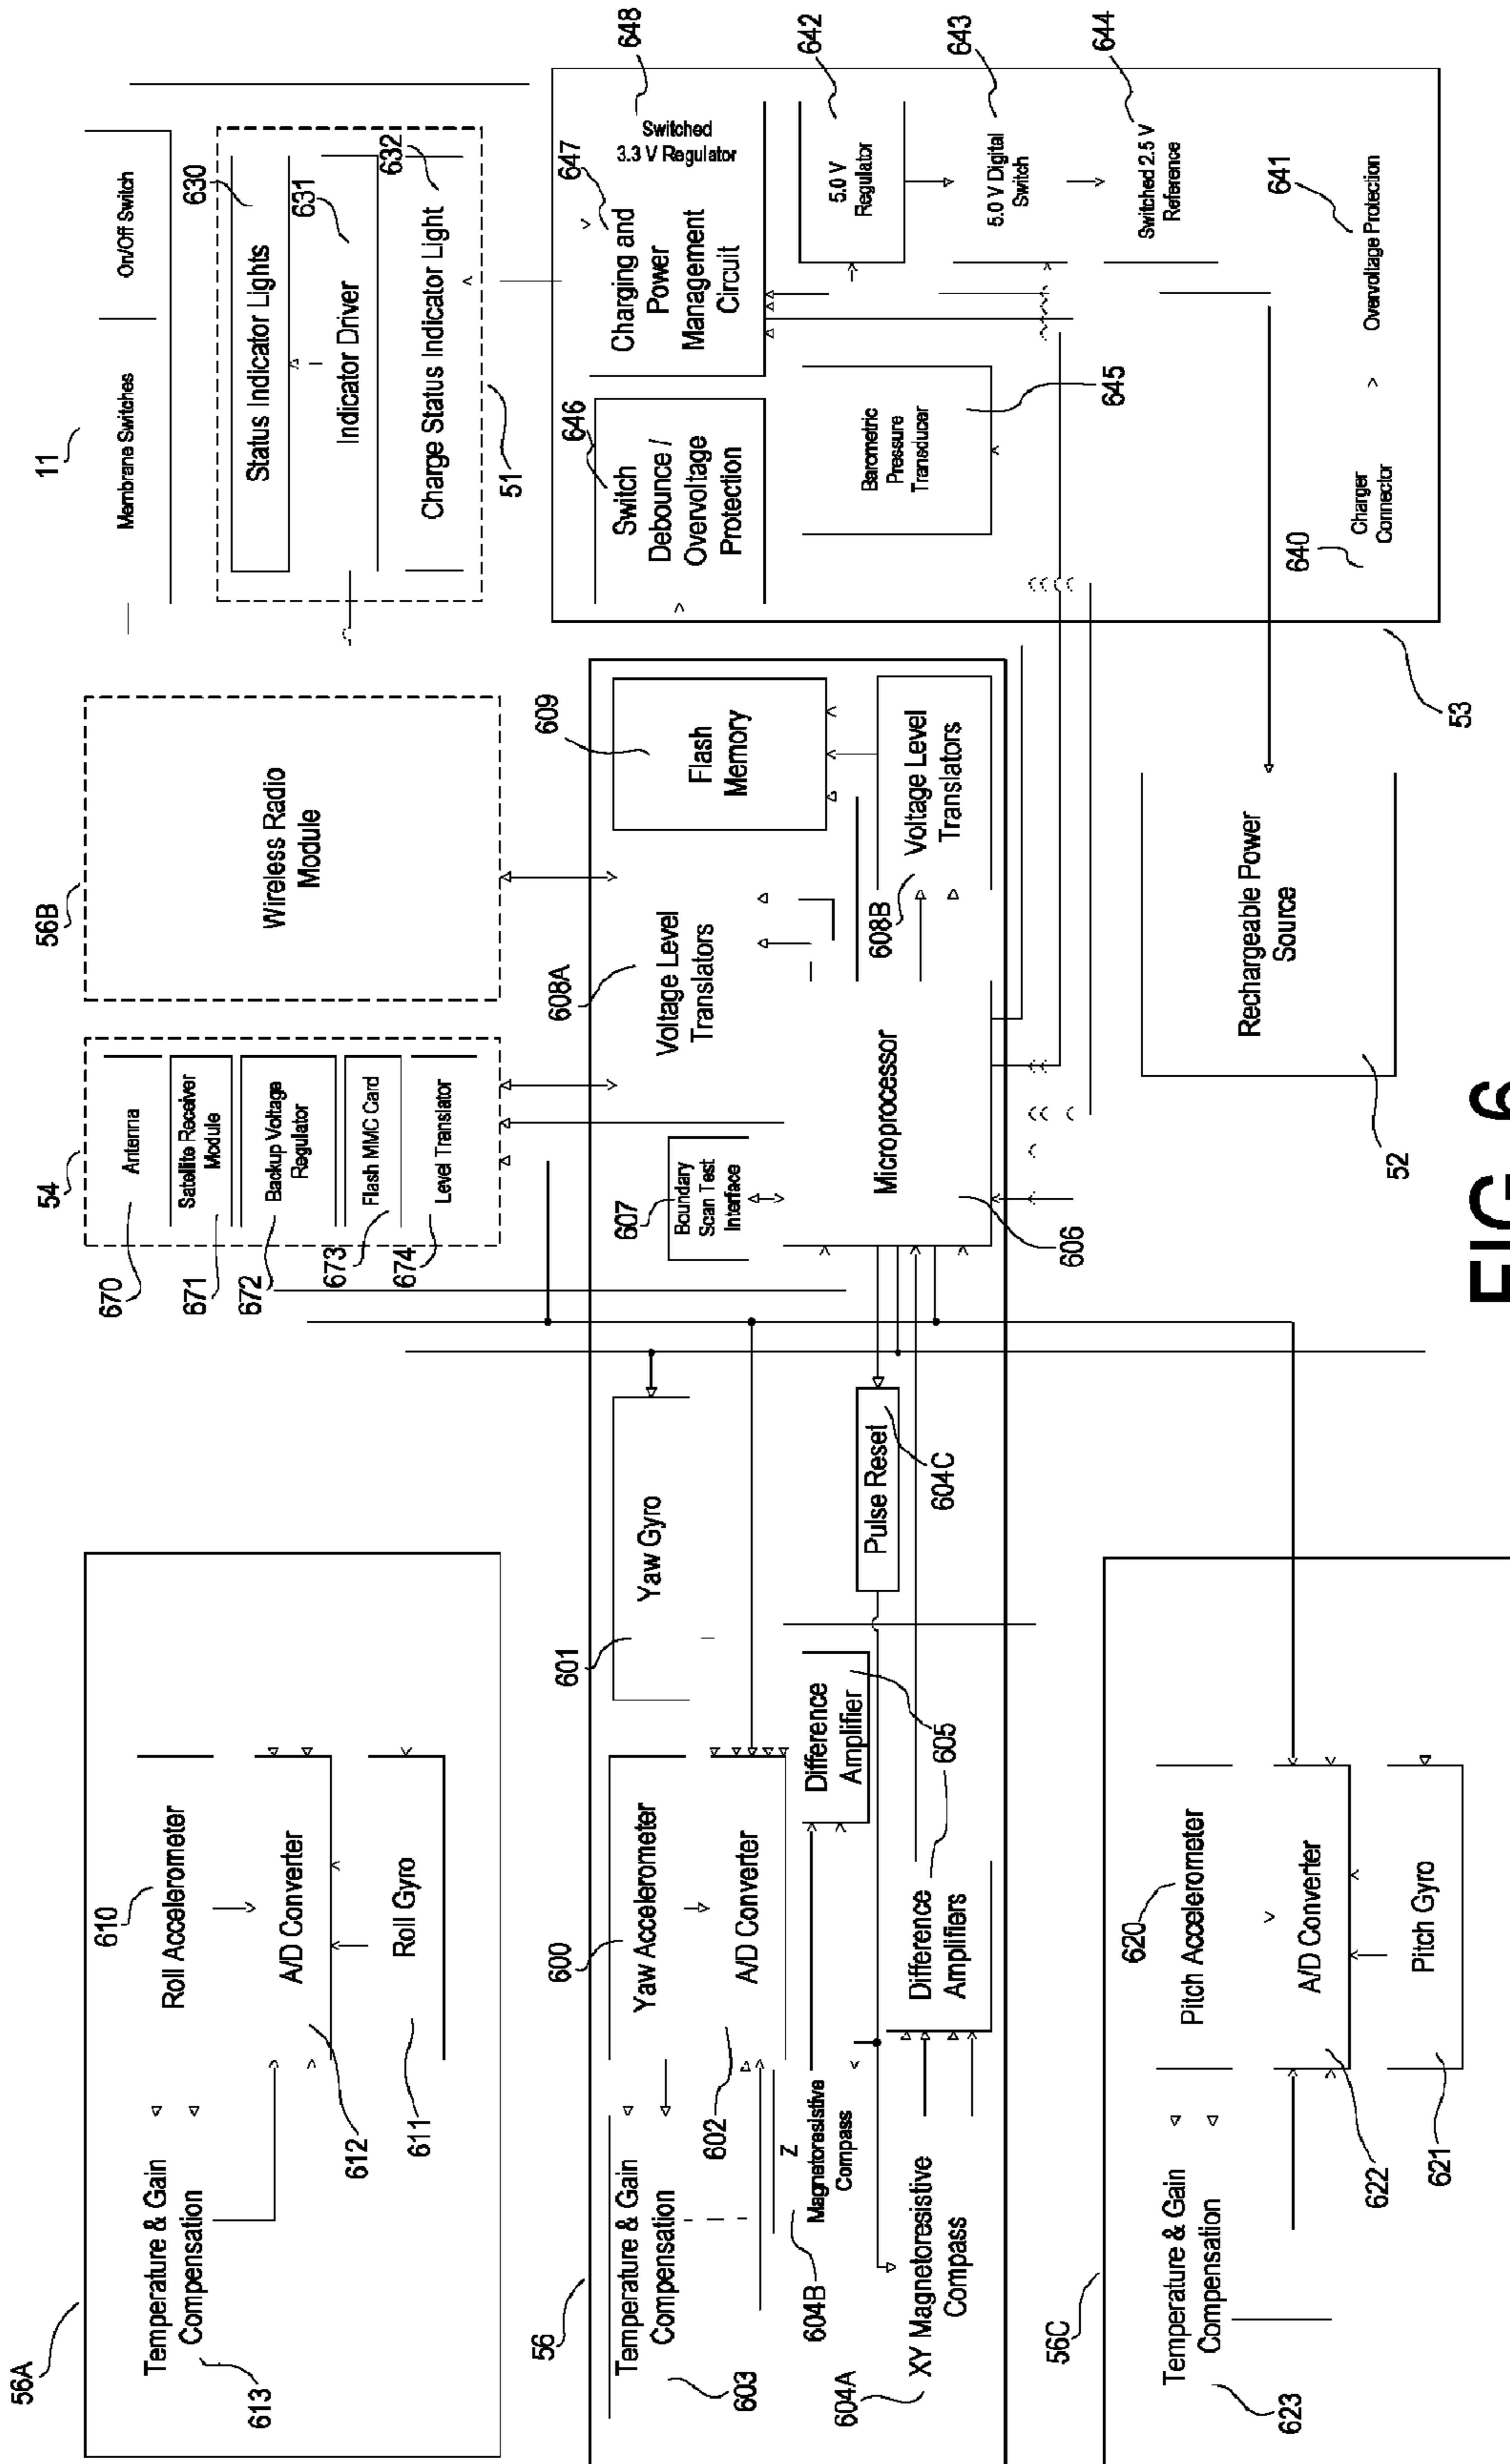 56A
Temperature & Gain
Compensation
613
610
Roll Accelerometer
A/D Converter
612
Roll Gyro
611
54
Antenna
670
Satellite Receiver
Module
671
Backup Voltage
Regulator
672
Flash MMC Card
673
Level Translator
674
56B
Wireless Radio
Module
11
Membrane Switches
On/Off Switch
Status Indicator Lights
630
Indicator Driver
631
Charge Status Indicator Light
632
51
56
Temperature & Gain
Compensation
603
600
Yaw Accelerometer
A/D Converter
602
601
Yaw Gyro
Z
Magnetoresistive
Compass
604B
XY Magnetoresistive
Compass
604A
Difference
Amplifier
605
Difference
Amplifiers
Pulse Reset
604C
607
Boundary
Scan Test
Interface
Microprocessor
606
608A
Voltage Level
Translators
609
Flash
Memory
608B
Voltage Level
Translators
646
Switch
Debounce /
Overvoltage
Protection
647
Charging and
Power
Management
Circuit
648
Switched
3.3 V Regulator
Barometric
Pressure
Transducer
645
5.0 V
Regulator
642
5.0 V Digital
Switch
643
Switched 2.5 V
Reference
644
640
Charger
Connector
Overvoltage Protection
641
53
56C
Temperature & Gain
Compensation
623
620
Pitch Accelerometer
A/D Converter
622
Pitch Gyro
621
Rechargeable Power
Source
52
FIG. 6